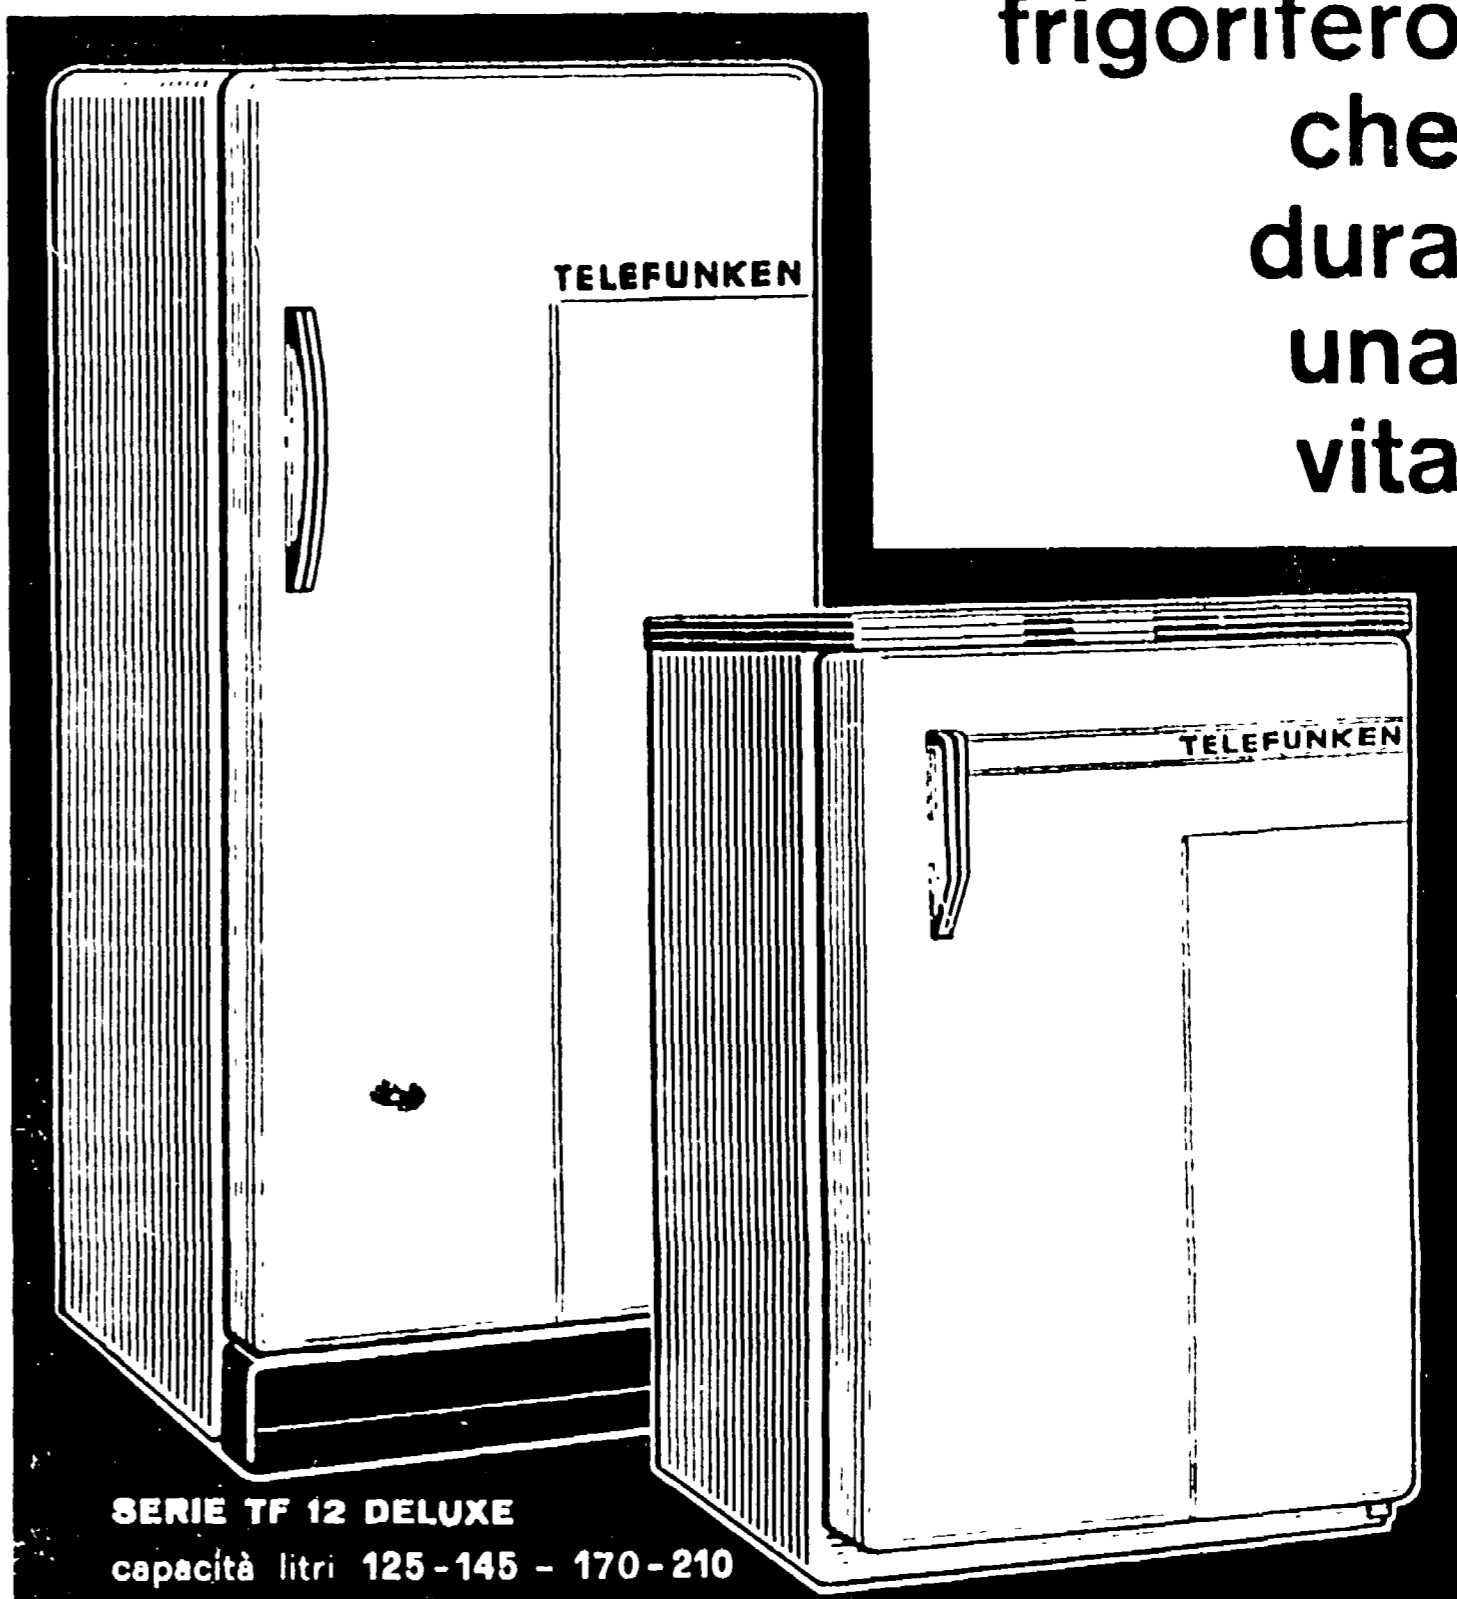 frigorifero
che
dura
una
vita
TELEFUNKEN
TELEFUNKEN
SERIE TF 12 DELUXE
capacità litri 125-145 - 170-210